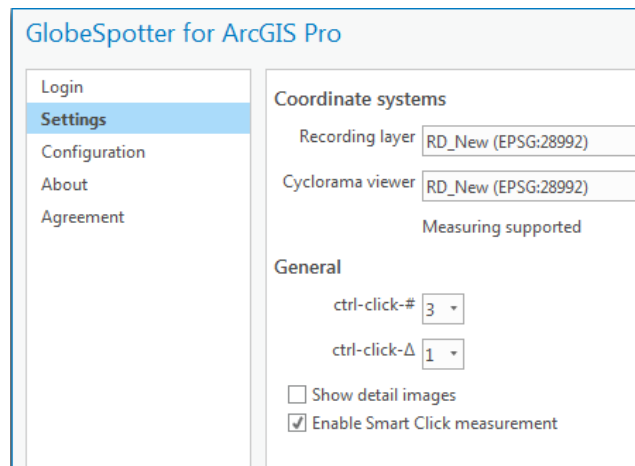 GlobeSpotter for ArcGIS Pro
Login
Settings
Configuration
About
Agreement
Coordinate systems
Recording layer RD_New (EPSG:28992)
Cyclorama viewer RD_New (EPSG:28992)
Measuring supported
General
ctrl-click-# 3
ctrl-click-Δ 1
Show detail images
Enable Smart Click measurement